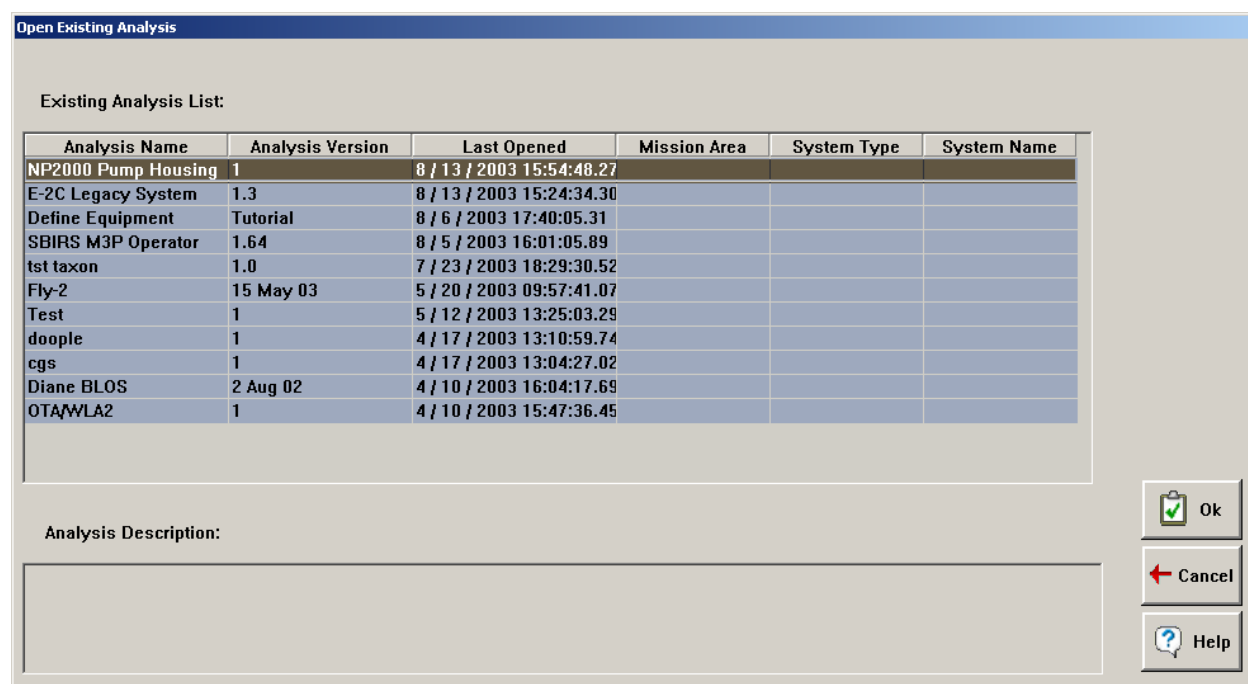 Open Existing Analysis
Existing Analysis List:
Analysis Name Analysis Version Last Opened Mission Area System Type System Name
NP2000 Pump Housing 1 8 / 13 / 2003 15:54:48.27
E-2C Legacy System 1.3 8 / 13 / 2003 15:24:34.30
Define Equipment Tutorial 8 / 6 / 2003 17:40:05.31
SBIRS M3P Operator 1.64 8 / 5 / 2003 16:01:05.89
tst taxon 1.0 7 / 23 / 2003 18:29:30.52
Fly-2 15 May 03 5 / 20 / 2003 09:57:41.07
Test 1 5 / 12 / 2003 13:25:03.29
doople 1 4 / 17 / 2003 13:10:59.74
cgs 1 4 / 17 / 2003 13:04:27.02
Diane BLOS 2 Aug 02 4 / 10 / 2003 16:04:17.69
OTA/WLA2 1 4 / 10 / 2003 15:47:36.45
Ok
Analysis Description:
Cancel
Help